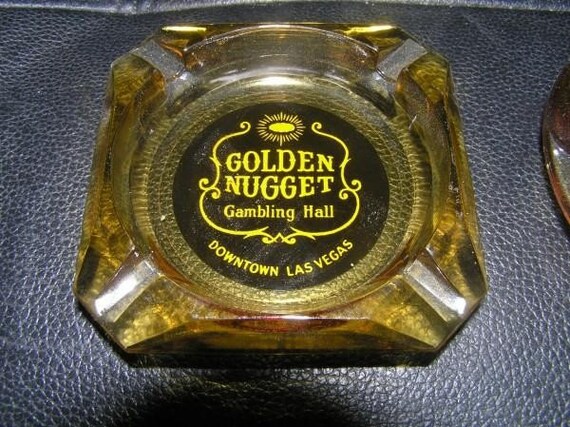 GOLDEN
NUGGET
Gambling Hall
DOWNTOWN LAS VEGAS